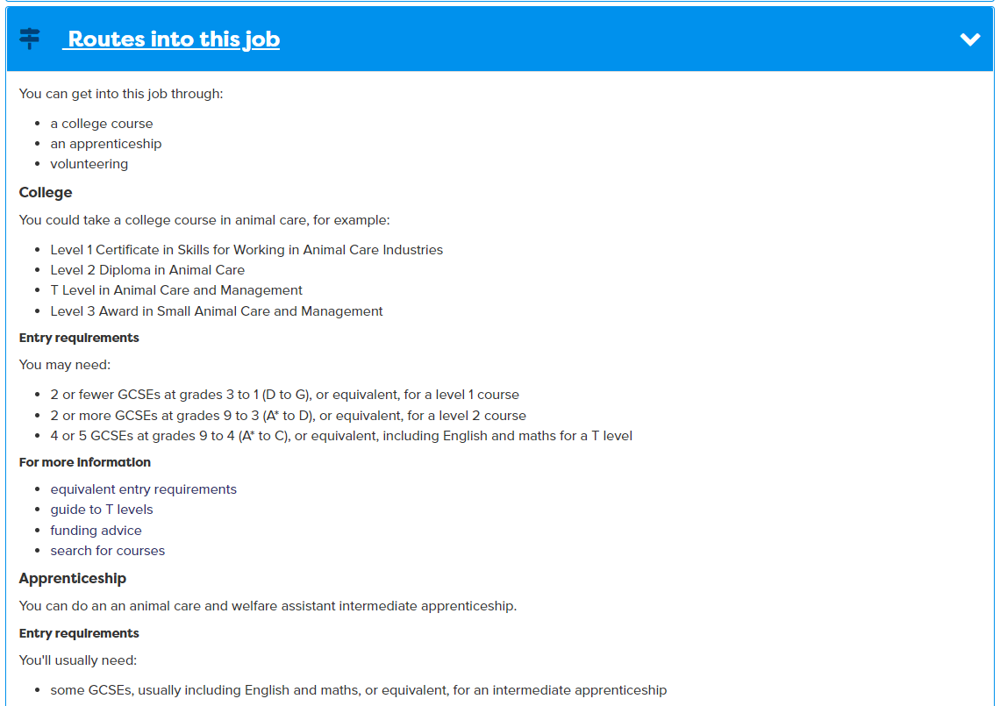 Routes into this job
You can get into this job through:
• a college course
• an apprenticeship
• volunteering
College
You could take a college course in animal care, for example:
• Level 1 Certificate in Skills for Working in Animal Care Industries
• Level 2 Diploma in Animal Care
• T Level in Animal Care and Management
• Level 3 Award in Small Animal Care and Management
Entry requirements
You may need:
• 2 or fewer GCSEs at grades 3 to 1 (D to G), or equivalent, for a level 1 course
• 2 or more GCSEs at grades 9 to 3 (A* to D), or equivalent, for a level 2 course
• 4 or 5 GCSEs at grades 9 to 4 (A* to C), or equivalent, including English and maths for a T level
For more information
• equivalent entry requirements
• guide to T levels
• funding advice
• search for courses
Apprenticeship
You can do an an animal care and welfare assistant intermediate apprenticeship.
Entry requirements
You'll usually need:
• some GCSEs, usually including English and maths, or equivalent, for an intermediate apprenticeship